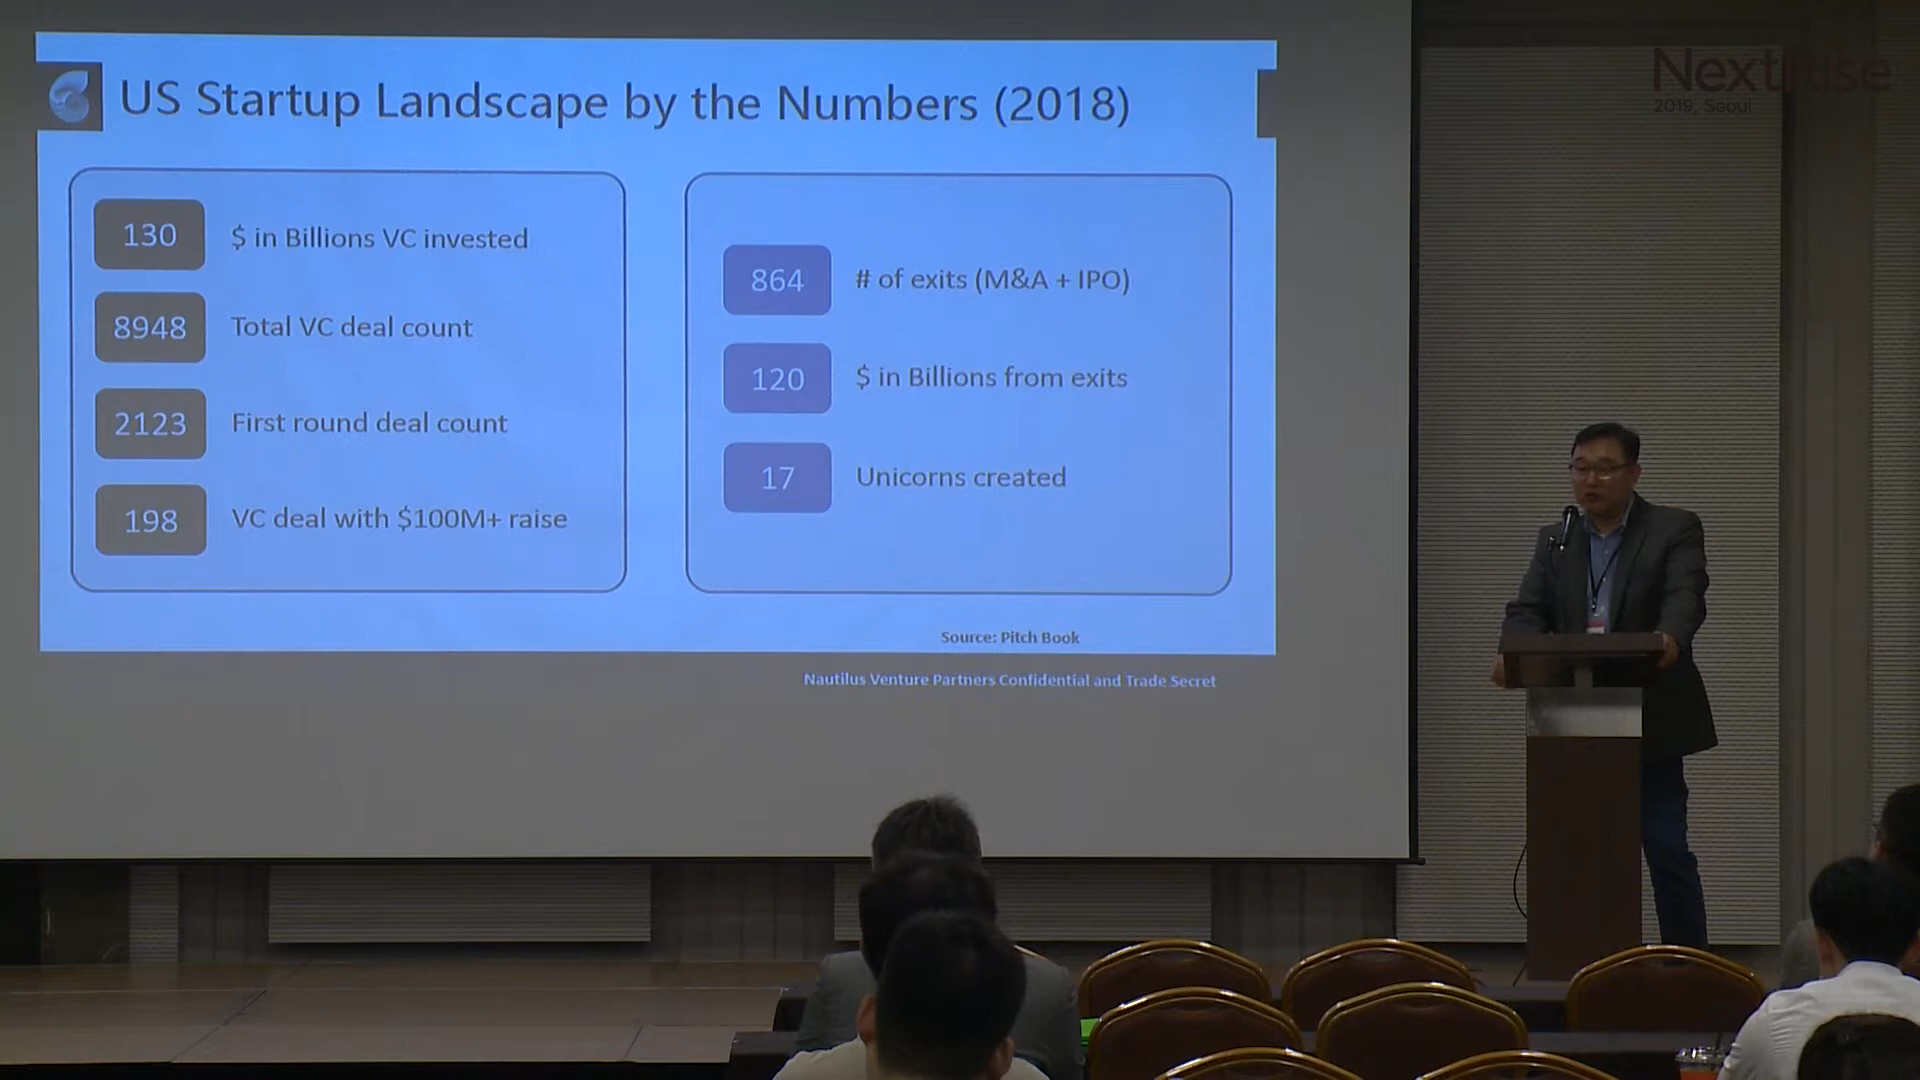 US Startup Landscape by the Numbers (2018)
130 $ in Billions VC invested
8948 Total VC deal count
2123 First round deal count
198 VC deal with $100M+ raise
864 # of exits (M&A + IPO)
120 $ in Billions from exits
17 Unicorns created
Source: Pitch Book
Nautilus Venture Partners Confidential and Trade Secret
NextRise
2019, Seoul